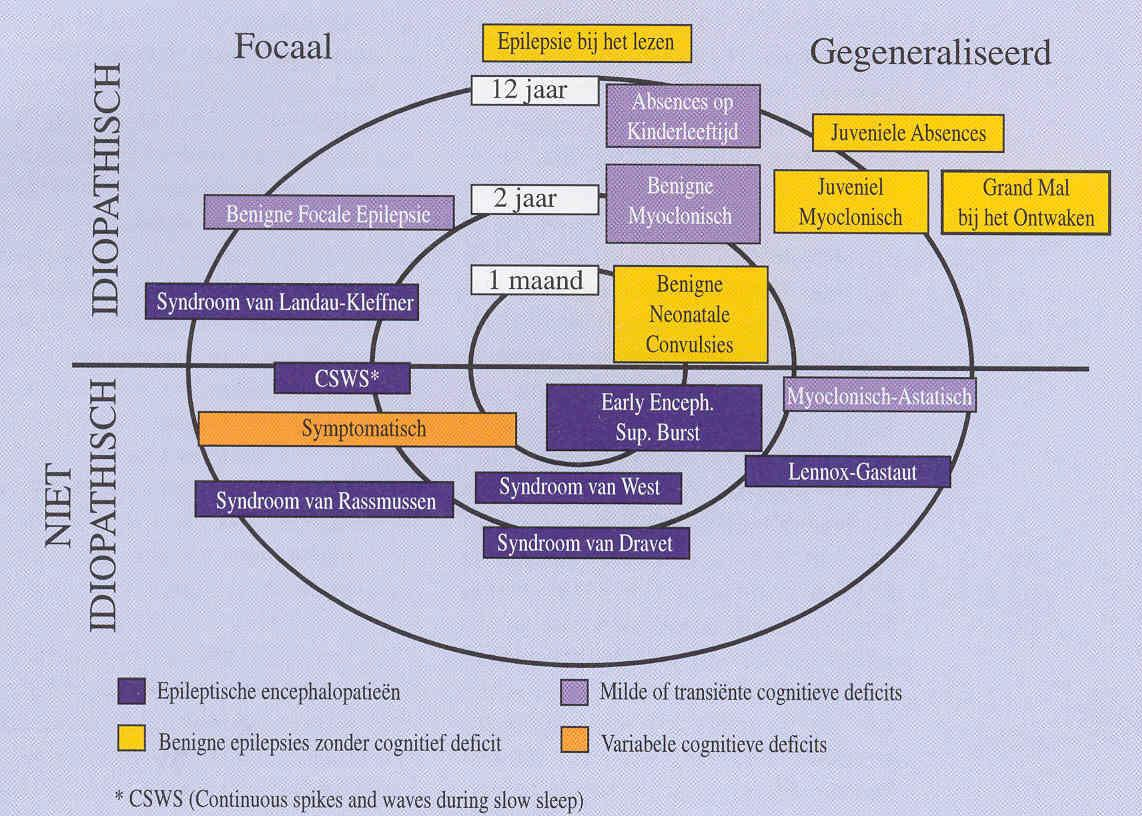 Focaal
Epilepsie bij het lezen
Gegeneraliseerd
IDIOPATHISCH
12 jaar
Absences op
Kinderleeftijd
Juveniele Absences
2 jaar
Benigne
Myoclonisch
Juveniel
Myoclonisch
Grand Mal
bij het Ontwaken
Benigne Focale Epilepsie
1 maand
Benigne
Neonatale
Convulsies
Syndroom van Landau-Kleffner
NIET
IDIOPATHISCH
CSWS*
Early Enceph.
Sup. Burst
Myoclonisch-Astatisch
Symptomatisch
Lennox-Gastaut
Syndroom van Rassmussen
Syndroom van West
Syndroom van Dravet
Epileptische encephalopatieën
Milde of transiënte cognitieve deficits
Benigne epilepsies zonder cognitief deficit
Variabele cognitieve deficits
* CSWS (Continuous spikes and waves during slow sleep)